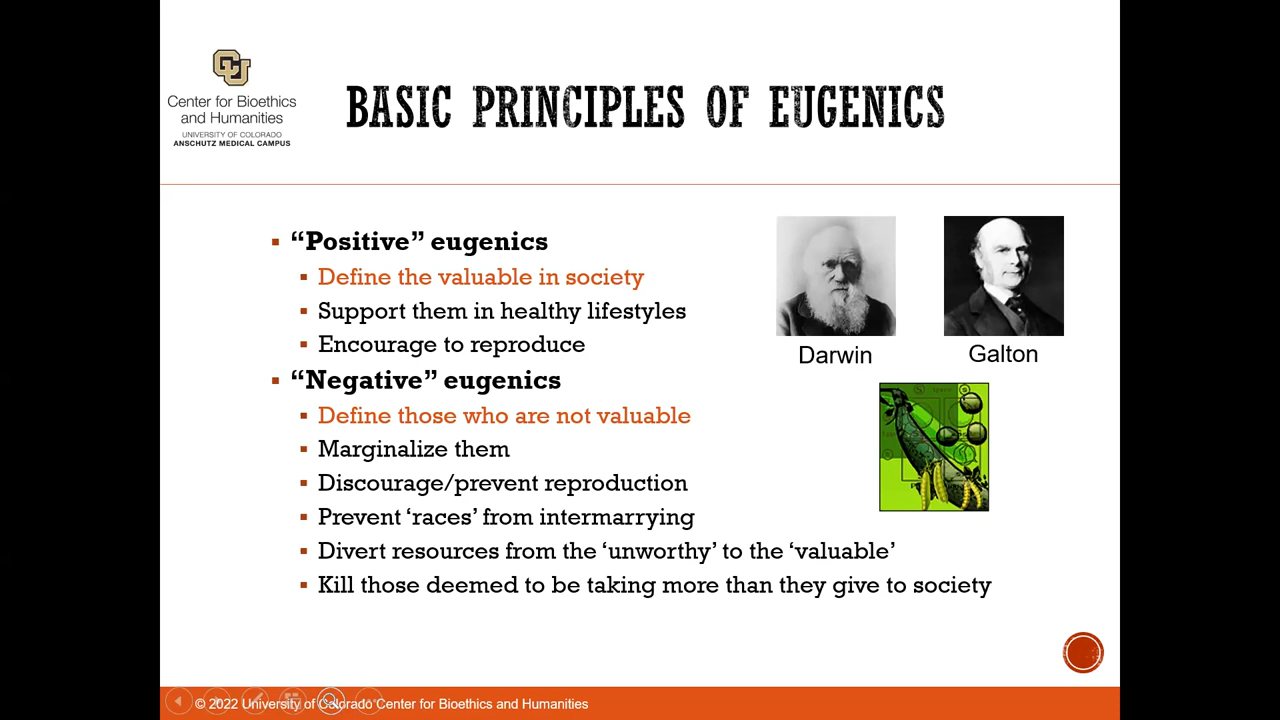 Center for Bioethics
and Humanities
UNIVERSITY OF COLORADO
ANSCHUTZ MEDICAL CAMPUS
BASIC PRINCIPLES OF EUGENICS
“Positive” eugenics
Define the valuable in society
Support them in healthy lifestyles
Encourage to reproduce
“Negative” eugenics
Define those who are not valuable
Marginalize them
Discourage/prevent reproduction
Prevent ‘races’ from intermarrying
Divert resources from the ‘unworthy’ to the ‘valuable’
Kill those deemed to be taking more than they give to society
Darwin
Galton
© 2022 University of Colorado Center for Bioethics and Humanities